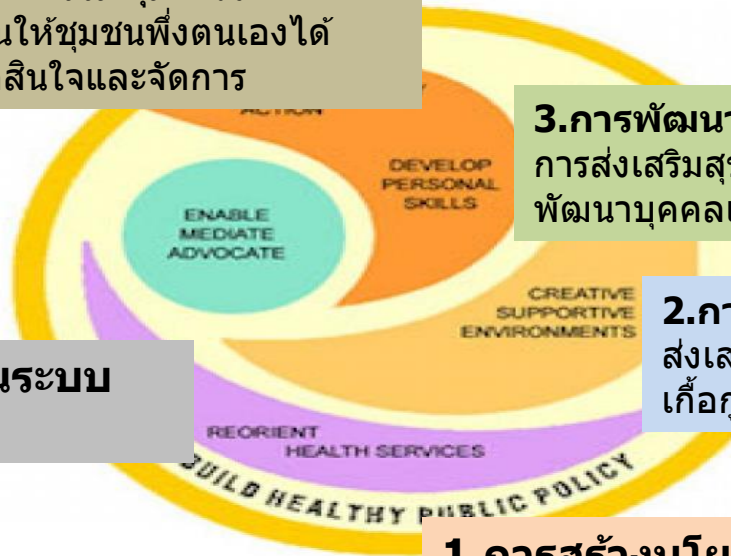 นให้ชุมชนพึ่งตนเองได้
สินใจและจัดการ
ACTION
3.การพัฒนา
การส่งเสริมสุข
พัฒนาบุคคล
DEVELOP
PERSONAL
SKILLS
ENABLE
MEDIATE
ADVOCATE
CREATIVE
SUPPORTIVE
ENVIRONMENTS
2.กา
ส่งเส
เกื้อกู
นระบบ
REORIENT
HEALTH SERVICES
BUILD HEALTHY PUBLIC POLICY
1.การสร้างนโย